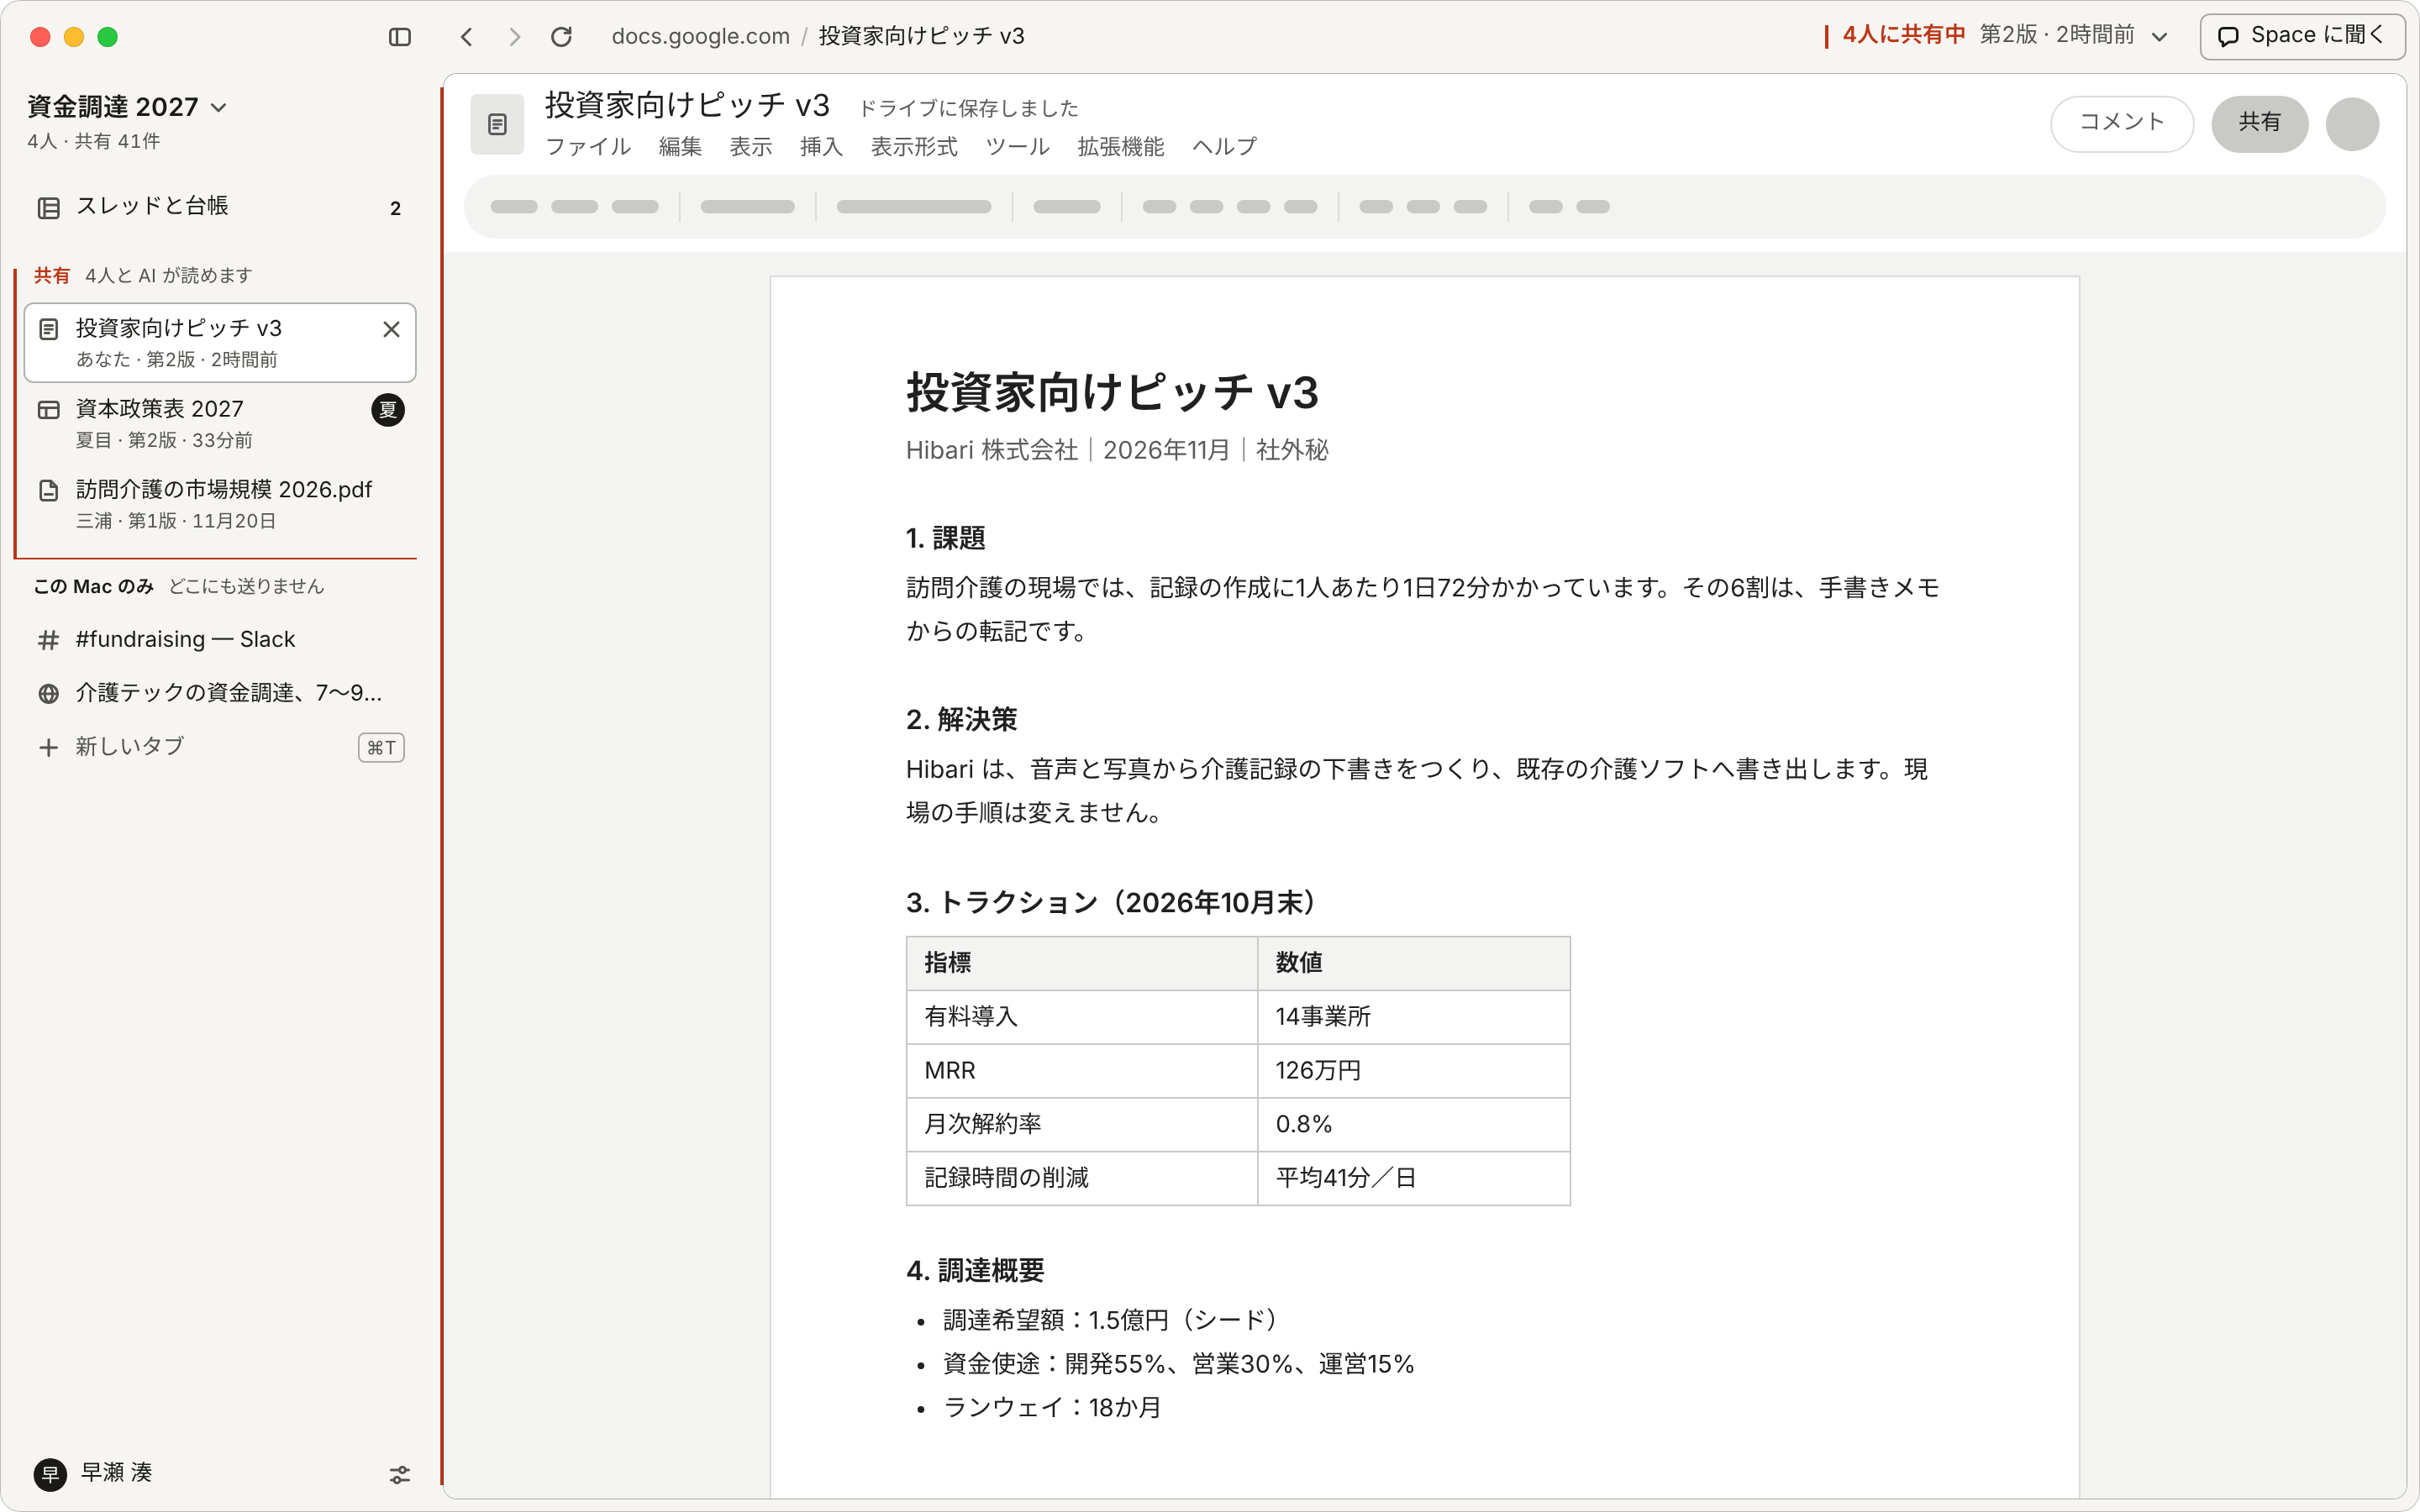 docs.google.com / 投資家向けピッチ v3
4人に共有中 第2版 · 2時間前
Space に聞く
資金調達 2027
4人 · 共有 41件
スレッドと台帳 2
共有 4人と AI が読めます
投資家向けピッチ v3
あなた · 第2版 · 2時間前
資本政策表 2027
夏
夏目 · 第2版 · 33分前
訪問介護の市場規模 2026.pdf
三浦 · 第1版 · 11月20日
この Mac のみ どこにも送りません
#fundraising — Slack
介護テックの資金調達、7〜9...
新しいタブ ⌘T
早 早瀬 湊
投資家向けピッチ v3 ドライブに保存しました
ファイル 編集 表示 挿入 表示形式 ツール 拡張機能 ヘルプ
コメント 共有
投資家向けピッチ v3
Hibari 株式会社｜2026年11月｜社外秘
1. 課題
訪問介護の現場では、記録の作成に1人あたり1日72分かかっています。その6割は、手書きメモ
からの転記です。
2. 解決策
Hibari は、音声と写真から介護記録の下書きをつくり、既存の介護ソフトへ書き出します。現
場の手順は変えません。
3. トラクション（2026年10月末）
指標 数値
有料導入 14事業所
MRR 126万円
月次解約率 0.8%
記録時間の削減 平均41分／日
4. 調達概要
• 調達希望額：1.5億円（シード）
• 資金使途：開発55%、営業30%、運営15%
• ランウェイ：18か月